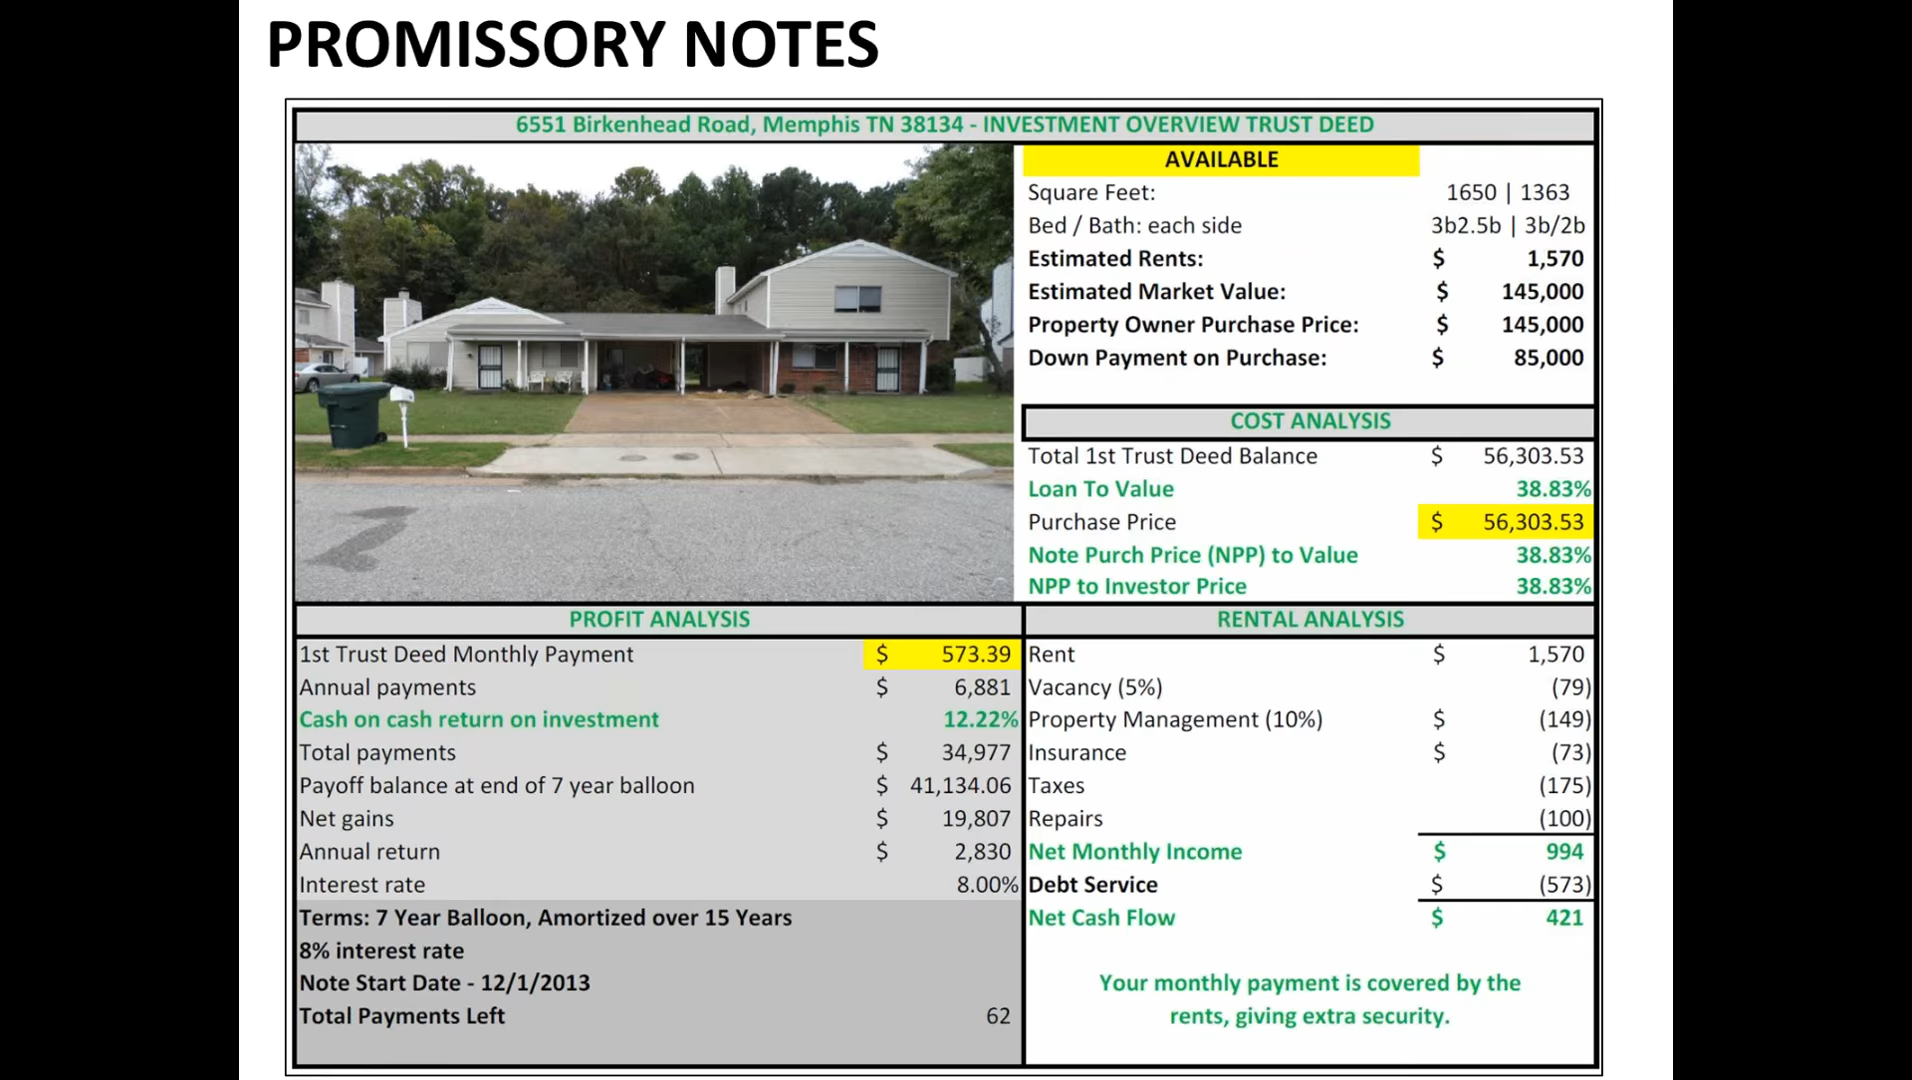 PROMISSORY NOTES
6551 Birkenhead Road, Memphis TN 38134 - INVESTMENT OVERVIEW TRUST DEED
AVAILABLE
Square Feet: 1650 | 1363
Bed / Bath: each side 3b2.5b | 3b/2b
Estimated Rents: $ 1,570
Estimated Market Value: $ 145,000
Property Owner Purchase Price: $ 145,000
Down Payment on Purchase: $ 85,000
COST ANALYSIS
Total 1st Trust Deed Balance $ 56,303.53
Loan To Value 38.83%
Purchase Price $ 56,303.53
Note Purch Price (NPP) to Value 38.83%
NPP to Investor Price 38.83%
PROFIT ANALYSIS
1st Trust Deed Monthly Payment $ 573.39
Annual payments $ 6,881
Cash on cash return on investment 12.22%
Total payments $ 34,977
Payoff balance at end of 7 year balloon $ 41,134.06
Net gains $ 19,807
Annual return $ 2,830
Interest rate 8.00%
Terms: 7 Year Balloon, Amortized over 15 Years
8% interest rate
Note Start Date - 12/1/2013
Total Payments Left 62
RENTAL ANALYSIS
Rent $ 1,570
Vacancy (5%) (79)
Property Management (10%) $ (149)
Insurance $ (73)
Taxes (175)
Repairs (100)
Net Monthly Income $ 994
Debt Service $ (573)
Net Cash Flow $ 421
Your monthly payment is covered by the
rents, giving extra security.